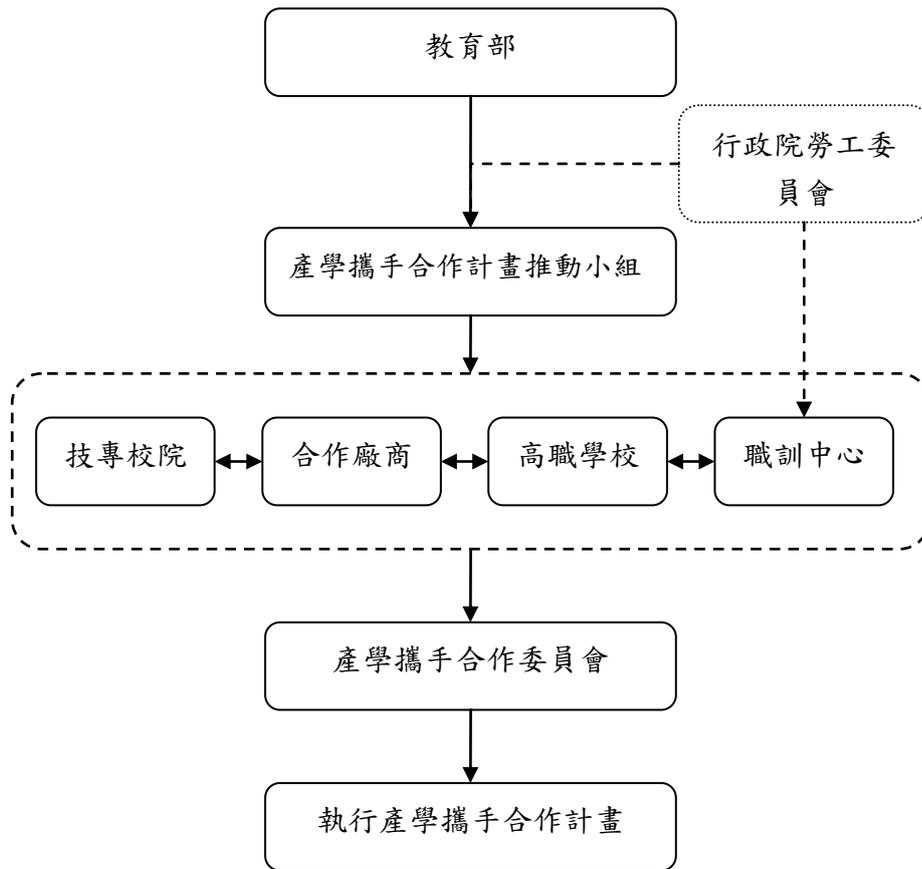 教育部
行政院勞工委
員會
產學攜手合作計畫推動小組
技專校院
合作廠商
高職學校
職訓中心
產學攜手合作委員會
執行產學攜手合作計畫